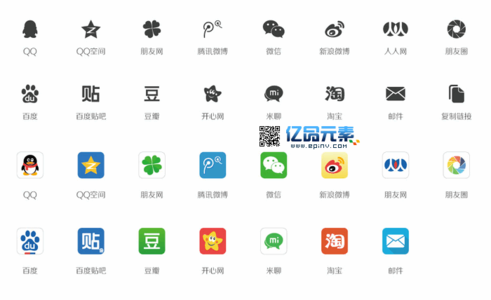 QQ QQ空间 朋友网 腾讯微博 微信 新浪微博 人人网 朋友圈
du 贴 豆 mi 淘
百度 百度贴吧 豆瓣 开心网 米聊 淘宝 邮件 复制链接
亿码元素
www.epinv.com
QQ QQ空间 朋友网 腾讯微博 微信 新浪微博 朋友网 朋友圈
du 贴 豆 mi 淘
百度 百度贴吧 豆瓣 开心网 米聊 淘宝 邮件